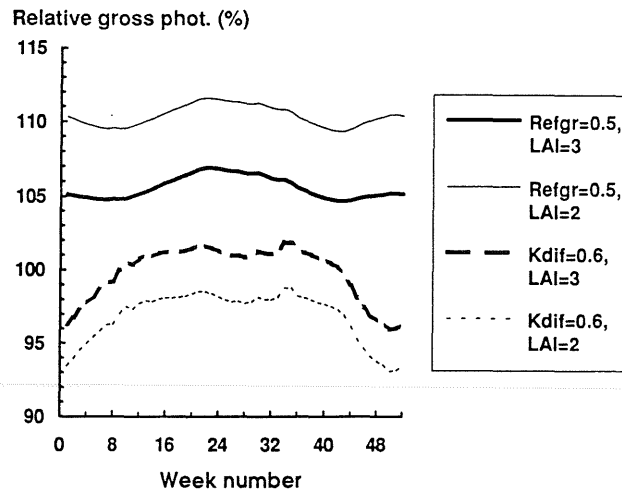 Relative gross phot. (%)
115
110
105
100
95
90
0 8 16 24 32 40 48
Week number
Refgr=0.5,
LAI=3
Refgr=0.5,
LAI=2
Kdif=0.6,
LAI=3
Kdif=0.6,
LAI=2